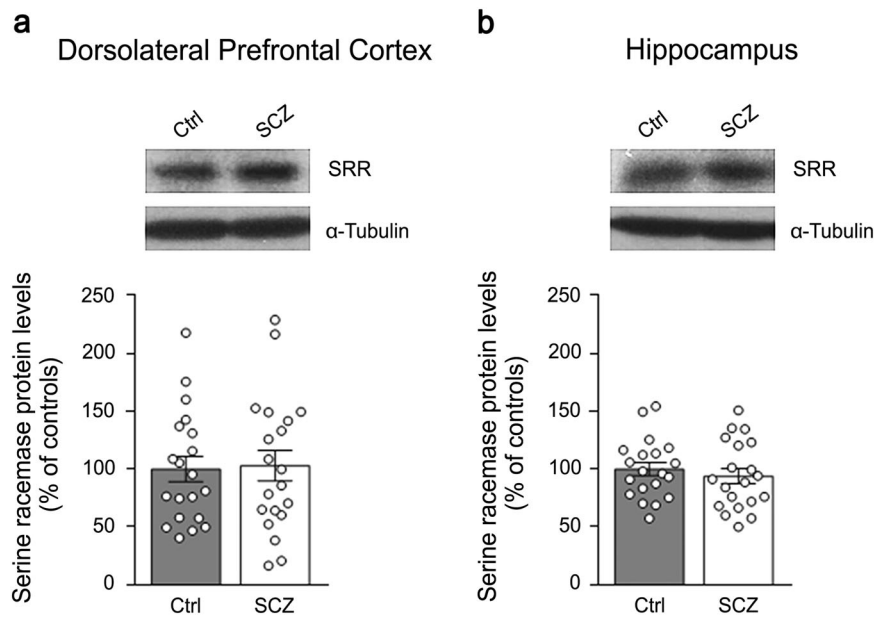 a
Dorsolateral Prefrontal Cortex
Ctrl SCZ
SRR
α-Tubulin
Serine racemase protein levels
(% of controls)
250
200
150
100
50
0
Ctrl SCZ
b
Hippocampus
Ctrl SCZ
SRR
α-Tubulin
Serine racemase protein levels
(% of controls)
250
200
150
100
50
0
Ctrl SCZ